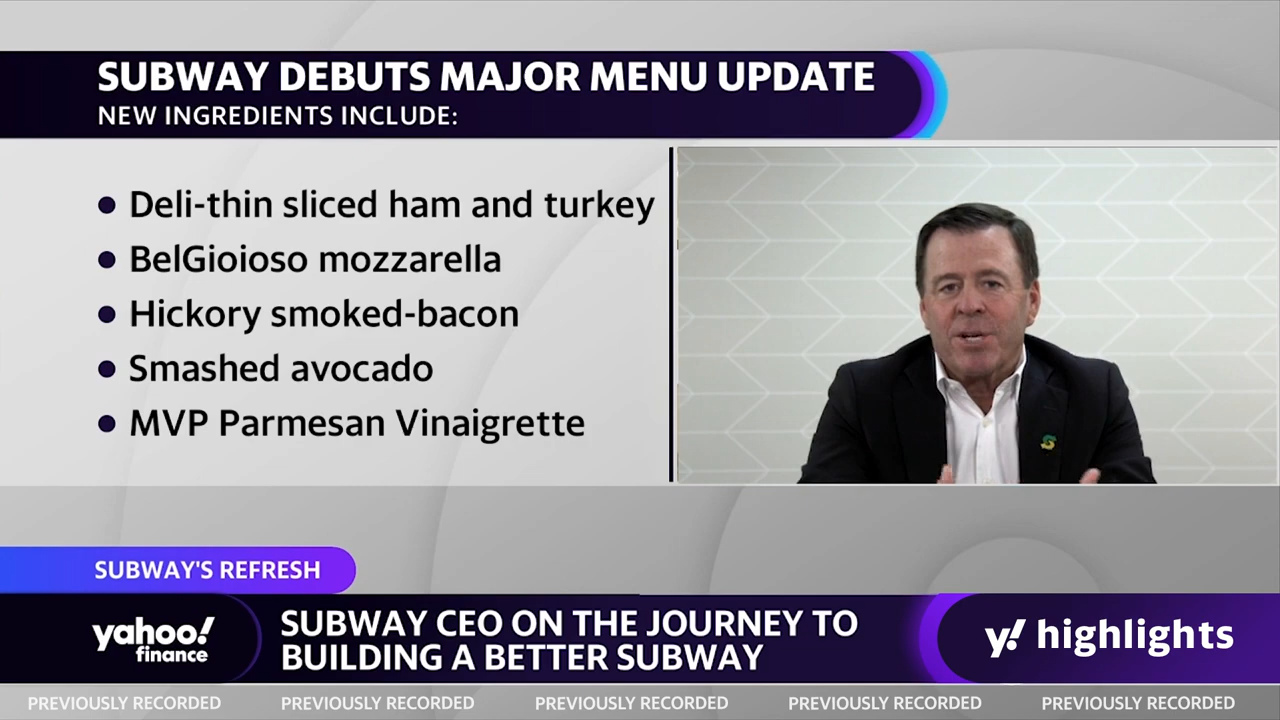 SUBWAY DEBUTS MAJOR MENU UPDATE
NEW INGREDIENTS INCLUDE:
Deli-thin sliced ham and turkey
BelGioioso mozzarella
Hickory smoked-bacon
Smashed avocado
MVP Parmesan Vinaigrette
SUBWAY'S REFRESH
yahoo! finance
SUBWAY CEO ON THE JOURNEY TO
BUILDING A BETTER SUBWAY
y! highlights
PREVIOUSLY RECORDED PREVIOUSLY RECORDED PREVIOUSLY RECORDED PREVIOUSLY RECORDED PREVIOUSLY RECORDED